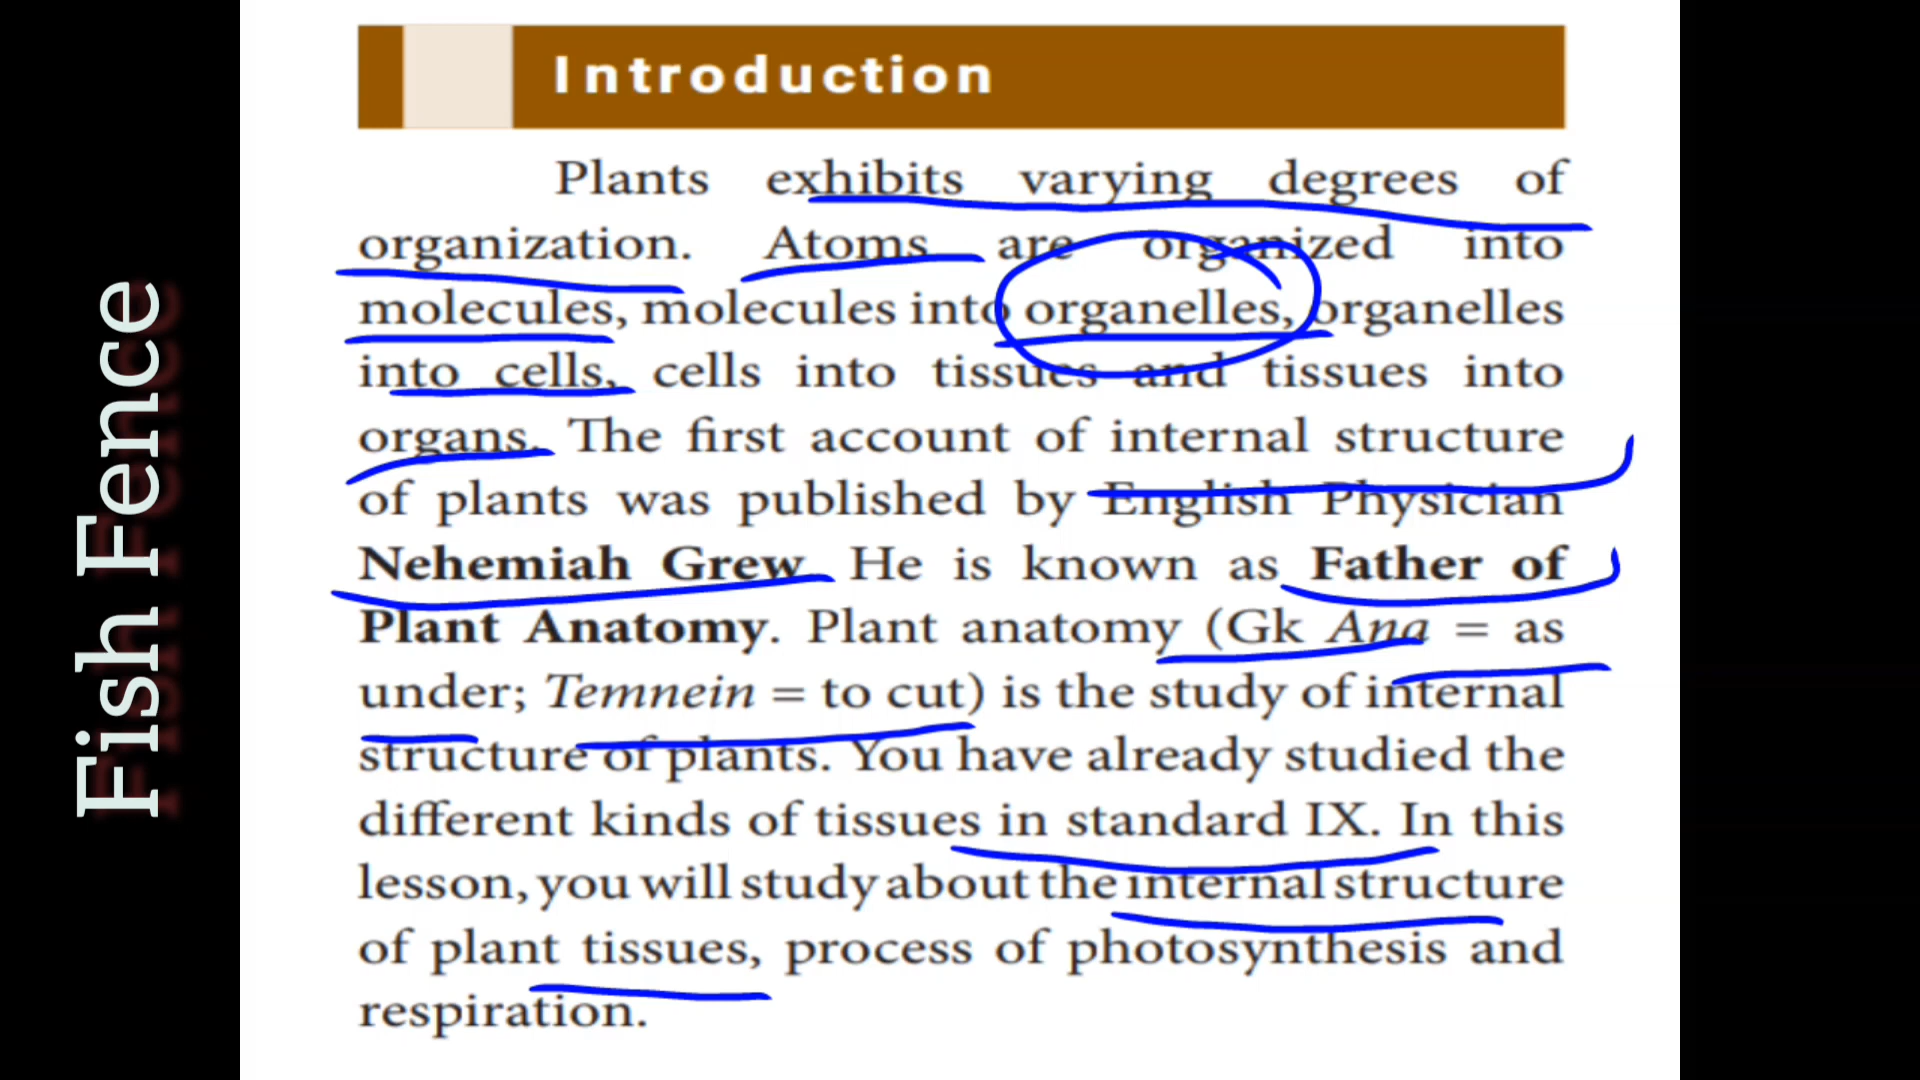 Fish Fence
Introduction
Plants exhibits varying degrees of
organization. Atoms are organized into
molecules, molecules into organelles, organelles
into cells, cells into tissues and tissues into
organs. The first account of internal structure
of plants was published by English Physician
Nehemiah Grew. He is known as Father of
Plant Anatomy. Plant anatomy (Gk Ana = as
under; Temnein = to cut) is the study of internal
structure of plants. You have already studied the
different kinds of tissues in standard IX. In this
lesson, you will study about the internal structure
of plant tissues, process of photosynthesis and
respiration.